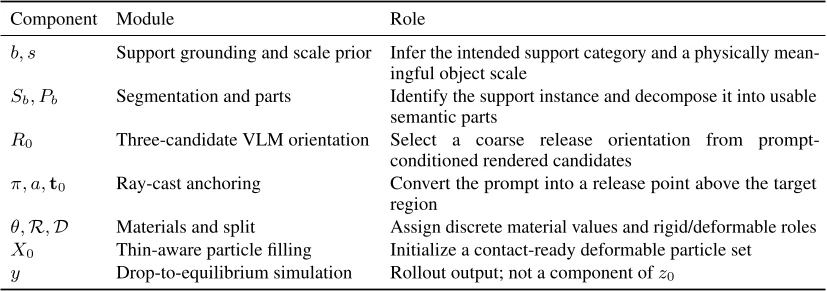 Component Module Role
b, s Support grounding and scale prior Infer the intended support category and a physically mean-
ingful object scale
S_b, P_b Segmentation and parts Identify the support instance and decompose it into usable
semantic parts
R_0 Three-candidate VLM orientation Select a coarse release orientation from prompt-
conditioned rendered candidates
π, a, t_0 Ray-cast anchoring Convert the prompt into a release point above the target
region
θ, ℛ, 𝒟 Materials and split Assign discrete material values and rigid/deformable roles
X_0 Thin-aware particle filling Initialize a contact-ready deformable particle set
y Drop-to-equilibrium simulation Rollout output; not a component of z_0